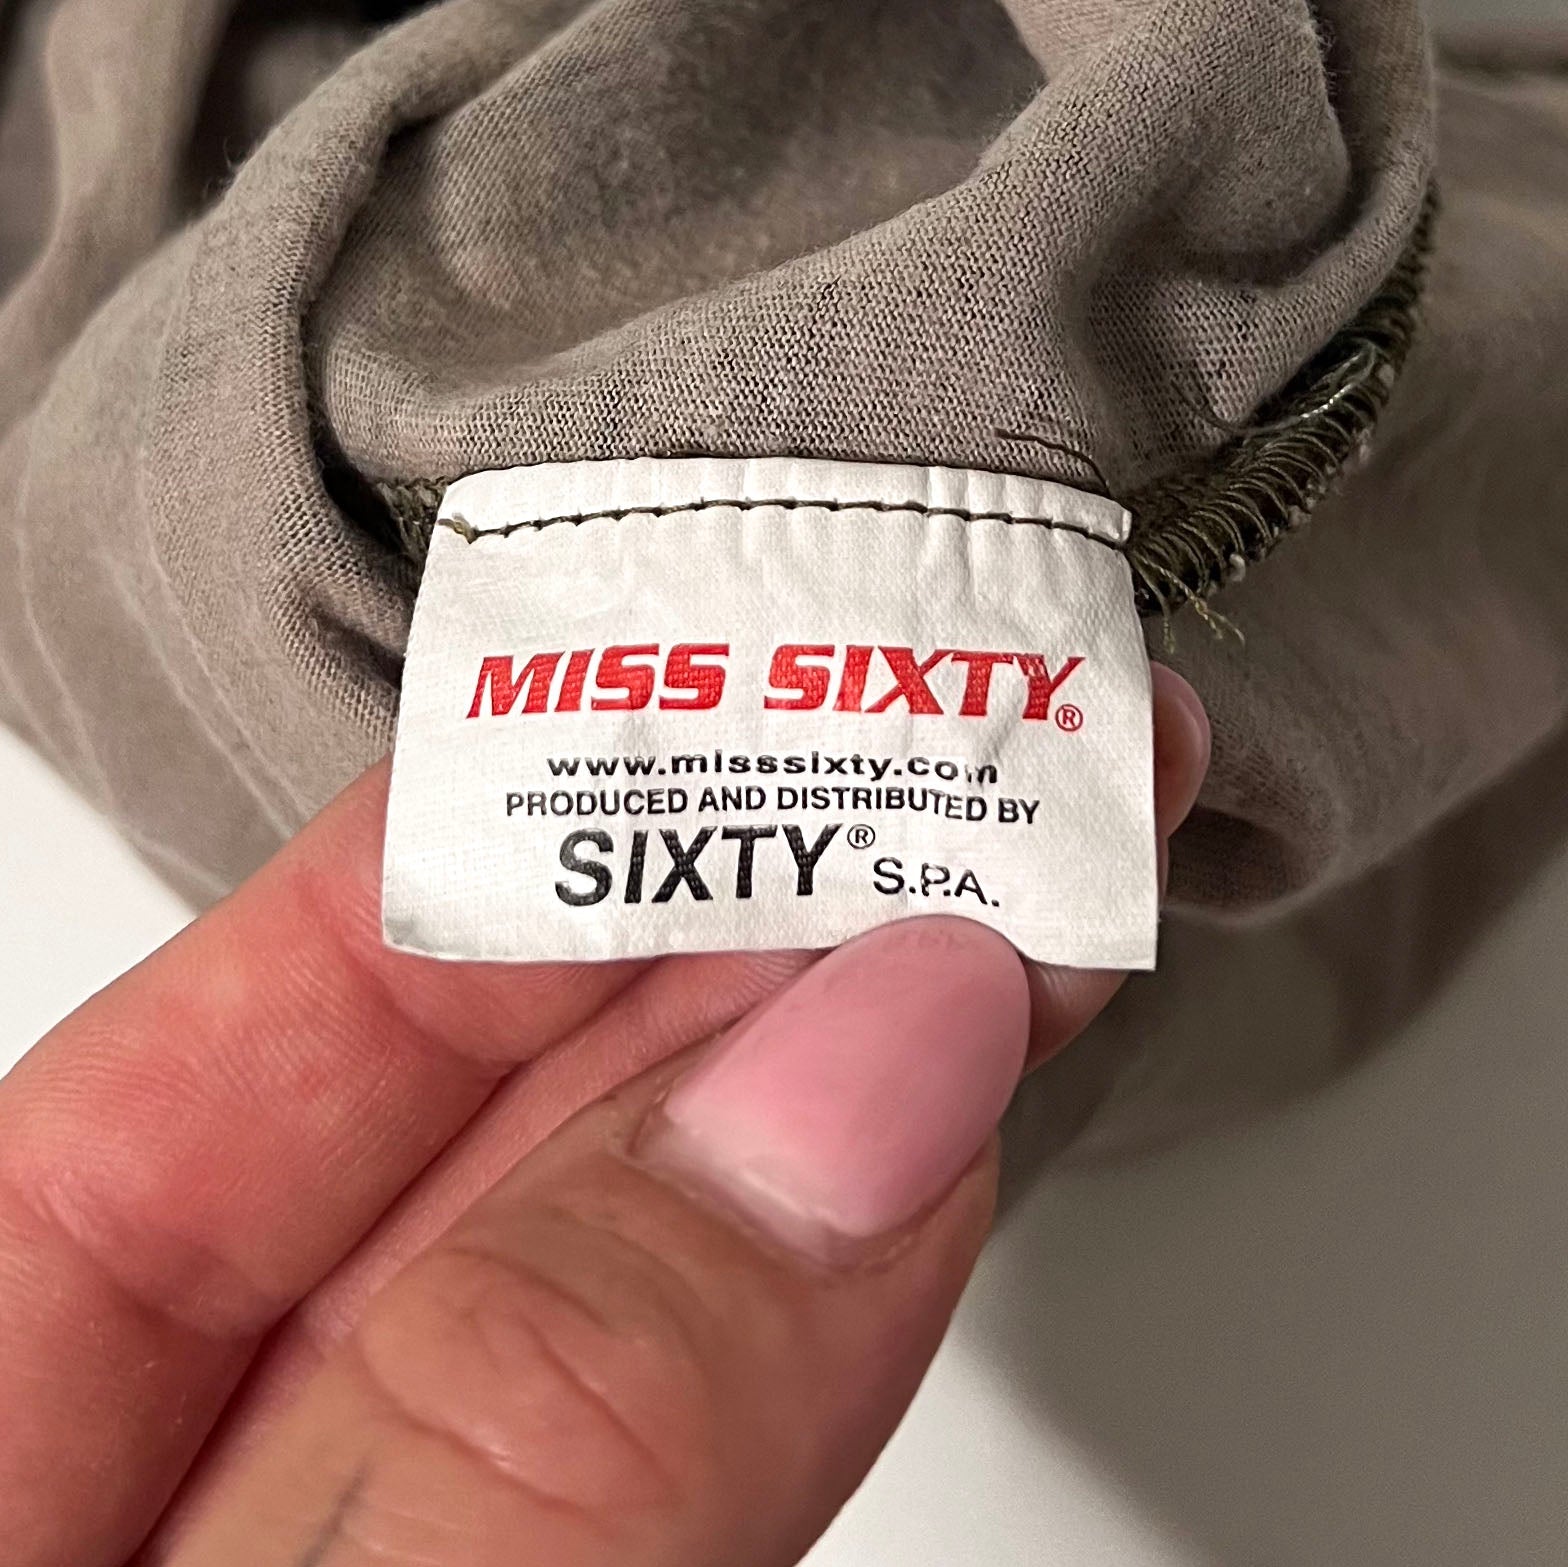 MISS SIXTY®
www.misssixty.com
PRODUCED AND DISTRIBUTED BY
SIXTY® S.P.A.